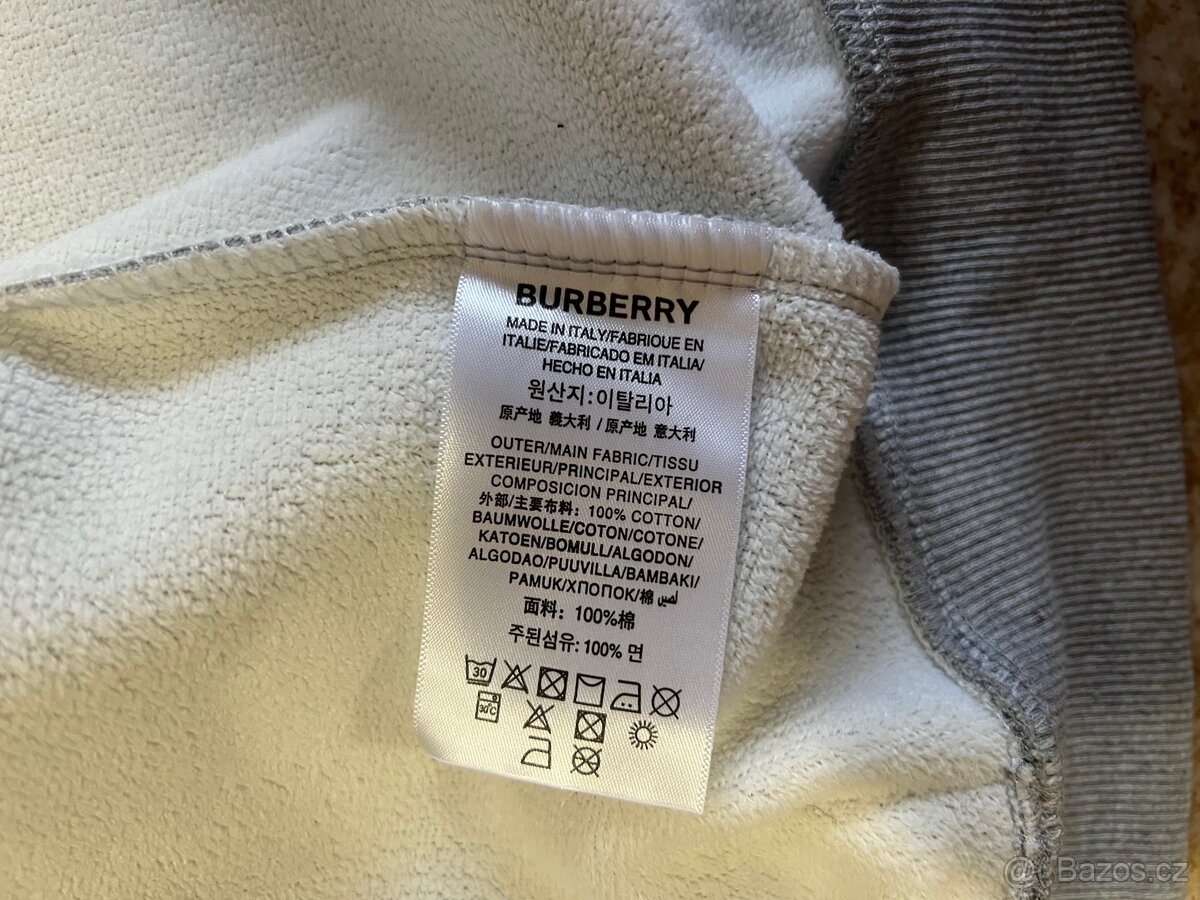 BURBERRY
MADE IN ITALY/FABRIQUE EN
ITALIE/FABRICADO EM ITALIA/
HECHO EN ITALIA
원산지:이탈리아
原产地 義大利 / 原产地 意大利
OUTER/MAIN FABRIC/TISSU
EXTERIEUR/PRINCIPAL/EXTERIOR
COMPOSICION PRINCIPAL/
外部/主要布料: 100% COTTON/
BAUMWOLLE/COTON/COTONE/
KATOEN/BOMULL/ALGODON/
ALGODAO/PUUVILLA/BAMBAKI/
PAMUK/ХПОПОК/棉
面料: 100%棉
주된섬유: 100% 면
30
30°C
@ Bazos.cz